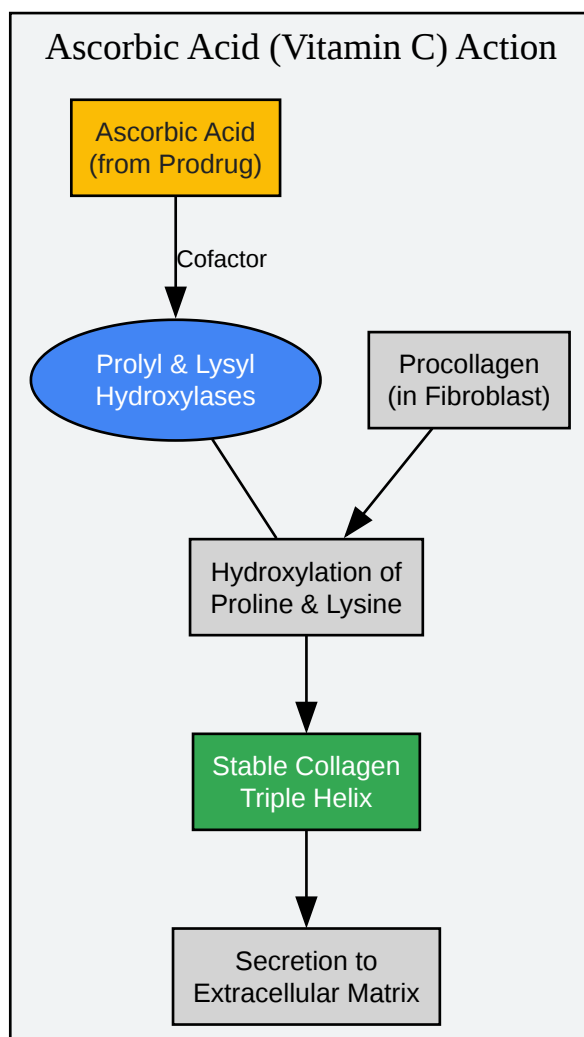 Ascorbic Acid (Vitamin C) Action
Ascorbic Acid
(from Prodrug)
Cofactor
Prolyl & Lysyl
Hydroxylases
Procollagen
(in Fibroblast)
Hydroxylation of
Proline & Lysine
Stable Collagen
Triple Helix
Secretion to
Extracellular Matrix